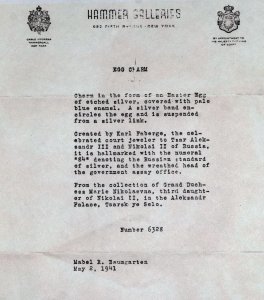 HAMMER GALLERIES
682 FIFTH AVENUE · NEW YORK
EGG CHARM
Charm in the form of an Easter Egg
of etched silver, covered with pale
blue enamel. A silver band en-
circles the egg and is suspended
from a silver link.
Created by Karl Faberge, the cel-
ebrated court jeweler to Tsar Alek-
sandr III and Nikolai II of Russia,
it is hallmarked with the numeral
"84" denoting the Russian standard
of silver, and the wreathed head of
the government assay office.
From the collection of Grand Duch-
ess Marie Nikolaevna, third daught-
er of Nikolai II, in the Aleksandr
Palace, Tsarskoye Selo.
Number 6328
Mabel R. Baumgarten
May 2, 1941